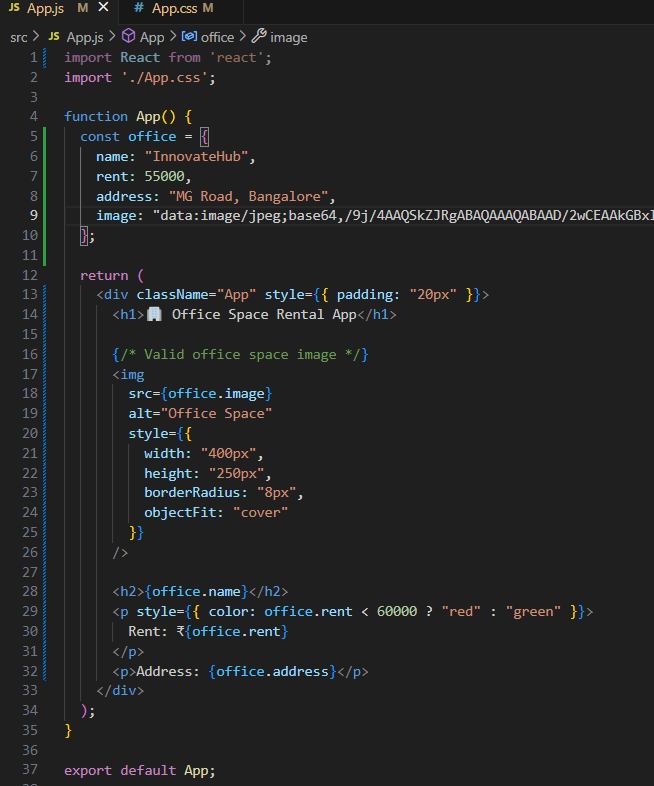 JS App.js M X # App.css M
src > JS App.js > App > office > image
1 import React from 'react';
2 import './App.css';
3
4 function App() {
5 const office = {
6 name: "InnovateHub",
7 rent: 55000,
8 address: "MG Road, Bangalore",
9 image: "data:image/jpeg;base64,/9j/4AAQSkZJRgABAQAAAQABAAD/2wCEAAkGBx
10 };
11
12 return (
13 <div className="App" style={{ padding: "20px" }}>
14 <h1>🏢 Office Space Rental App</h1>
15
16 {/* Valid office space image */}
17 <img
18 src={office.image}
19 alt="Office Space"
20 style={{
21 width: "400px",
22 height: "250px",
23 borderRadius: "8px",
24 objectFit: "cover"
25 }}
26 />
27
28 <h2>{office.name}</h2>
29 <p style={{ color: office.rent < 60000 ? "red" : "green" }}>
30 Rent: ₹{office.rent}
31 </p>
32 <p>Address: {office.address}</p>
33 </div>
34 );
35 }
36
37 export default App;